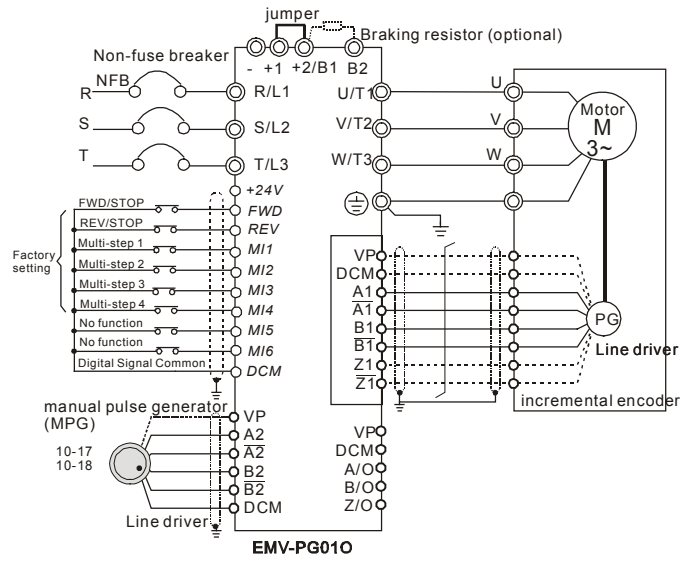 jumper
Braking resistor (optional)
Non-fuse breaker
- +1 +2/B1 B2
NFB
R R/L1 U/T1 U
S S/L2 V/T2 V
T T/L3 W/T3 W
Motor
M
3~
+24V
FWD/STOP FWD
REV/STOP REV
Multi-step 1 MI1
Multi-step 2 MI2
Multi-step 3 MI3
Multi-step 4 MI4
No function MI5
No function MI6
Digital Signal Common DCM
Factory
setting
VP
DCM
A1
A1
B1
B1
Z1
Z1
PG
Line driver
incremental encoder
manual pulse generator
(MPG)
10-17
10-18
VP
A2
A2
B2
B2
DCM
Line driver
VP
DCM
A/O
B/O
Z/O
EMV-PG01O